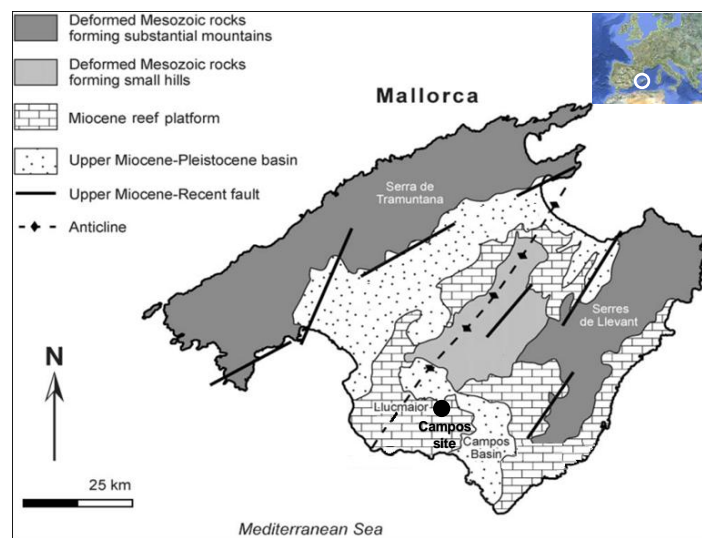 Deformed Mesozoic rocks
forming substantial mountains
Deformed Mesozoic rocks
forming small hills
Miocene reef platform
Upper Miocene-Pleistocene basin
Upper Miocene-Recent fault
Anticline
Mallorca
Serra de
Tramuntana
Serres
de Llevant
N
Llucmajor
Campos
site
Campos
Basin
25 km
Mediterranean Sea